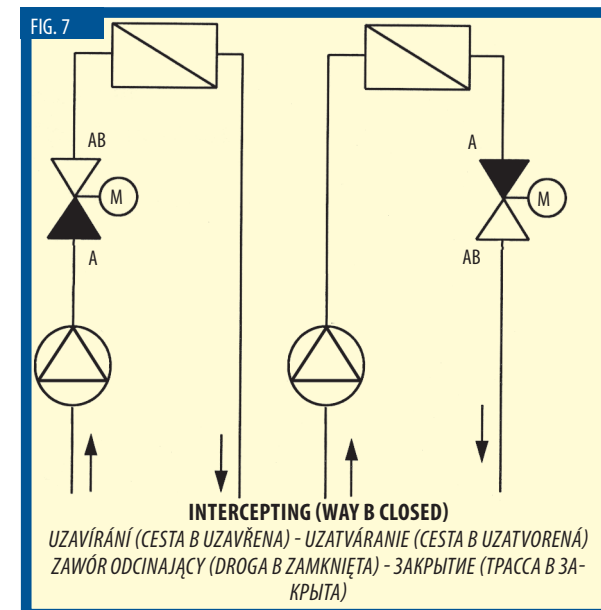 FIG. 7
AB
M
A
A
M
AB
INTERCEPTING (WAY B CLOSED)
UZAVÍRÁNÍ (CESTA B UZAVŘENA) - UZATVÁRANIE (CESTA B UZATVORENÁ)
ZAWÓR ODCINAJĄCY (DROGA B ZAMKNIĘTA) - ЗАКРЫТИЕ (ТРАССА B ЗА-
КРЫТА)